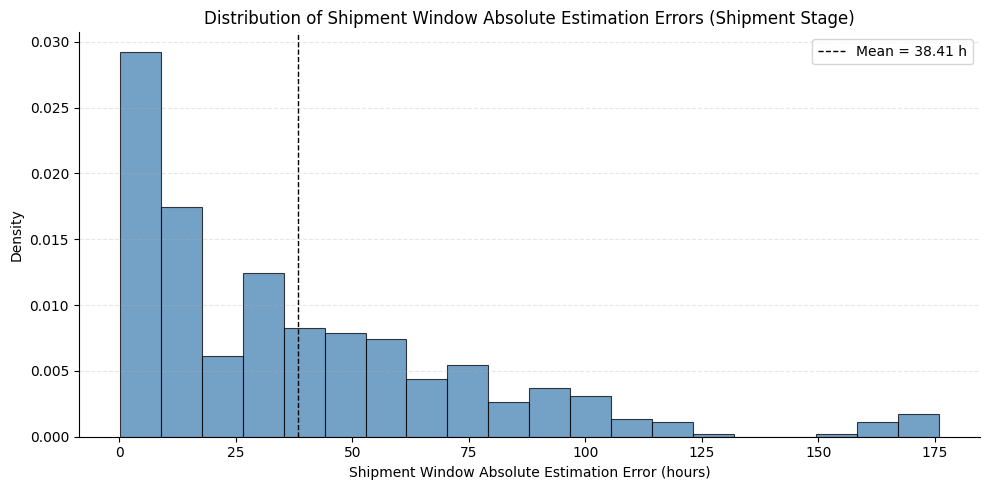 Distribution of Shipment Window Absolute Estimation Errors (Shipment Stage)
Mean = 38.41 h
Density
0.030
0.025
0.020
0.015
0.010
0.005
0.000
0 25 50 75 100 125 150 175
Shipment Window Absolute Estimation Error (hours)